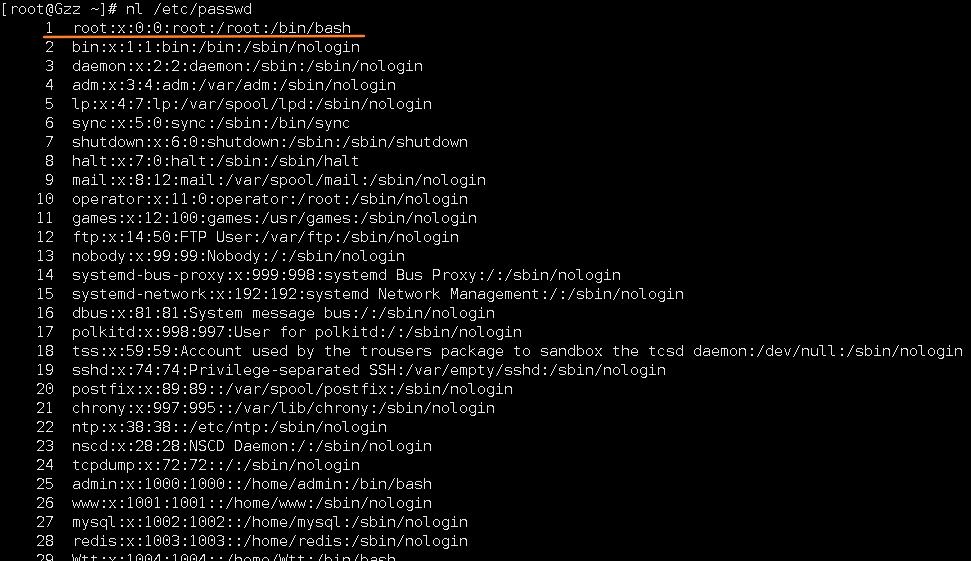 [root@Gzz ~]# nl /etc/passwd
1 root:x:0:0:root:/root:/bin/bash
2 bin:x:1:1:bin:/bin:/sbin/nologin
3 daemon:x:2:2:daemon:/sbin:/sbin/nologin
4 adm:x:3:4:adm:/var/adm:/sbin/nologin
5 lp:x:4:7:lp:/var/spool/lpd:/sbin/nologin
6 sync:x:5:0:sync:/sbin:/bin/sync
7 shutdown:x:6:0:shutdown:/sbin:/sbin/shutdown
8 halt:x:7:0:halt:/sbin:/sbin/halt
9 mail:x:8:12:mail:/var/spool/mail:/sbin/nologin
10 operator:x:11:0:operator:/root:/sbin/nologin
11 games:x:12:100:games:/usr/games:/sbin/nologin
12 ftp:x:14:50:FTP User:/var/ftp:/sbin/nologin
13 nobody:x:99:99:Nobody:/:/sbin/nologin
14 systemd-bus-proxy:x:999:998:systemd Bus Proxy:/:/sbin/nologin
15 systemd-network:x:192:192:systemd Network Management:/:/sbin/nologin
16 dbus:x:81:81:System message bus:/:/sbin/nologin
17 polkitd:x:998:997:User for polkitd:/:/sbin/nologin
18 tss:x:59:59:Account used by the trousers package to sandbox the tcsd daemon:/dev/null:/sbin/nologin
19 sshd:x:74:74:Privilege-separated SSH:/var/empty/sshd:/sbin/nologin
20 postfix:x:89:89::/var/spool/postfix:/sbin/nologin
21 chrony:x:997:995::/var/lib/chrony:/sbin/nologin
22 ntp:x:38:38::/etc/ntp:/sbin/nologin
23 nscd:x:28:28:NSCD Daemon:/:/sbin/nologin
24 tcpdump:x:72:72::/:/sbin/nologin
25 admin:x:1000:1000::/home/admin:/bin/bash
26 www:x:1001:1001::/home/www:/sbin/nologin
27 mysql:x:1002:1002::/home/mysql:/sbin/nologin
28 redis:x:1003:1003::/home/redis:/sbin/nologin
29 Wtt:x:1004:1004::/home/Wtt:/bin/bash